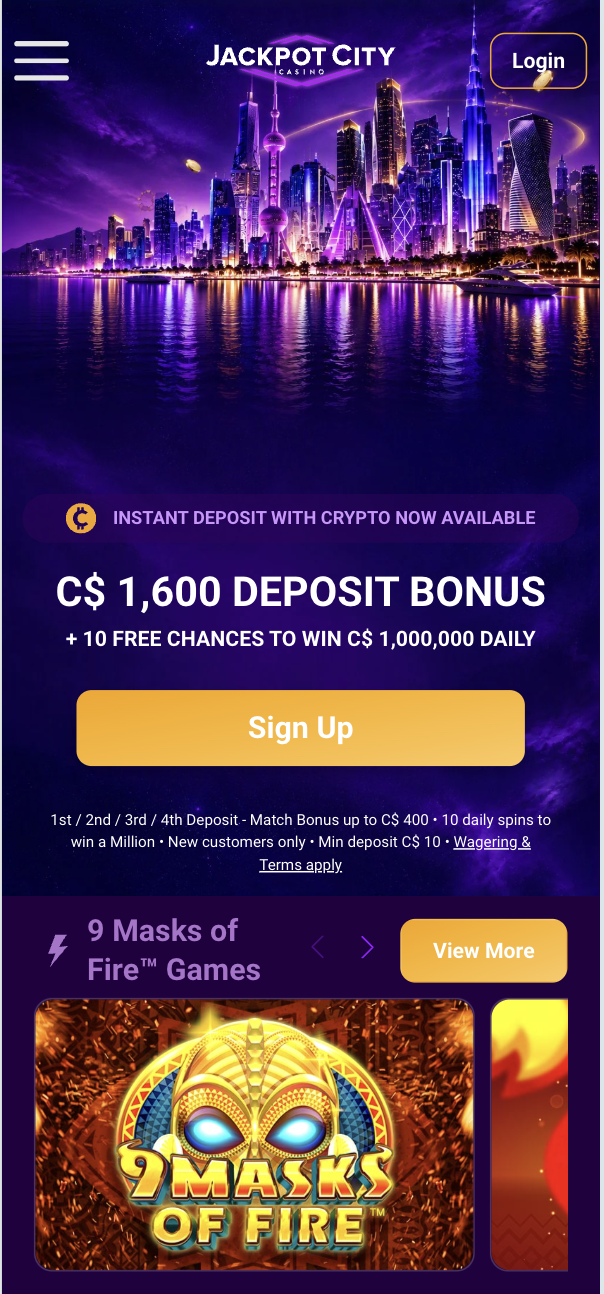 JACKPOT CITY
CASINO
Login
INSTANT DEPOSIT WITH CRYPTO NOW AVAILABLE
C$ 1,600 DEPOSIT BONUS
+ 10 FREE CHANCES TO WIN C$ 1,000,000 DAILY
Sign Up
1st / 2nd / 3rd / 4th Deposit - Match Bonus up to C$ 400 • 10 daily spins to
win a Million • New customers only • Min deposit C$ 10 • Wagering &
Terms apply
9 Masks of
Fire™ Games
View More
9 MASKS
OF FIRE™